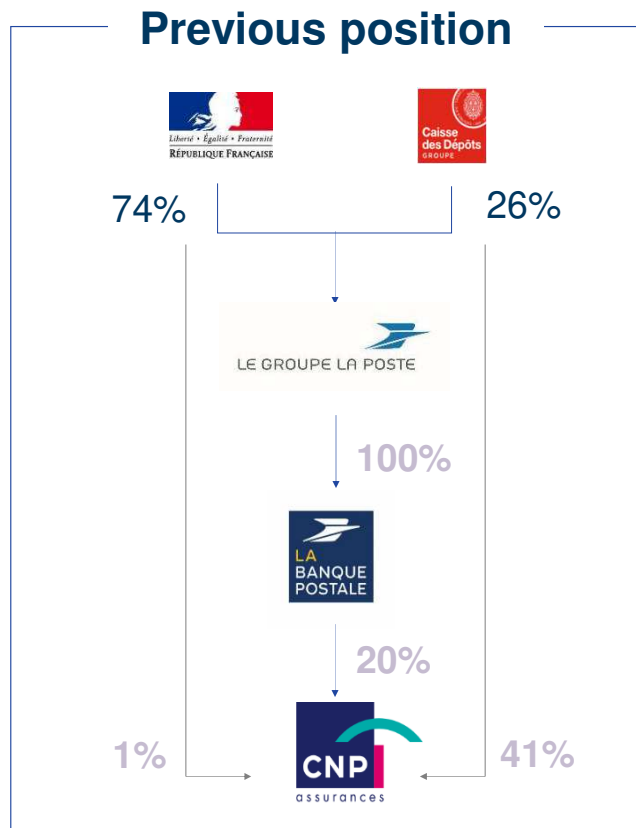 Previous position
Liberté • Égalité • Fraternité
RÉPUBLIQUE FRANÇAISE
Caisse
des Dépôts
GROUPE
74%
26%
LE GROUPE LA POSTE
100%
LA
BANQUE
POSTALE
20%
1%
CNP
assurances
41%